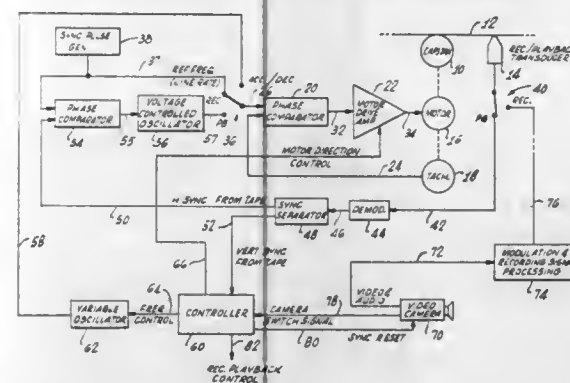 SYNC PULSE
GEN
38
37
REF FREQ
(LINE RATE)
ACC/DEC
26
REC
PB
36
PHASE
COMPARATOR
54
55
VOLTAGE
CONTROLLED
OSCILLATOR
56
57
20
PHASE
COMPARATOR
32
22
MOTOR
DRIVE
AMP
34
12
CAPSTAN
10
MOTOR
16
TACH.
18
24
REC/PLAYBACK
TRANSDUCER
14
40
PB
REC.
MOTOR DIRECTION
CONTROL
H SYNC FROM TAPE
50
52
SYNC
SEPARATOR
48
46
DEMOD.
44
42
76
58
66
VERT SYNC
FROM TAPE
72
MODULATION &
RECORDING SIGNAL
PROCESSING
74
VIDEO &
AUDIO
VARIABLE
OSCILLATOR
62
64
FREQ
CONTROL
CONTROLLER
60
CAMERA
78
SWITCH SIGNAL
80
SYNC RESET
VIDEO
CAMERA
70
82
REC. PLAYBACK
CONTROL